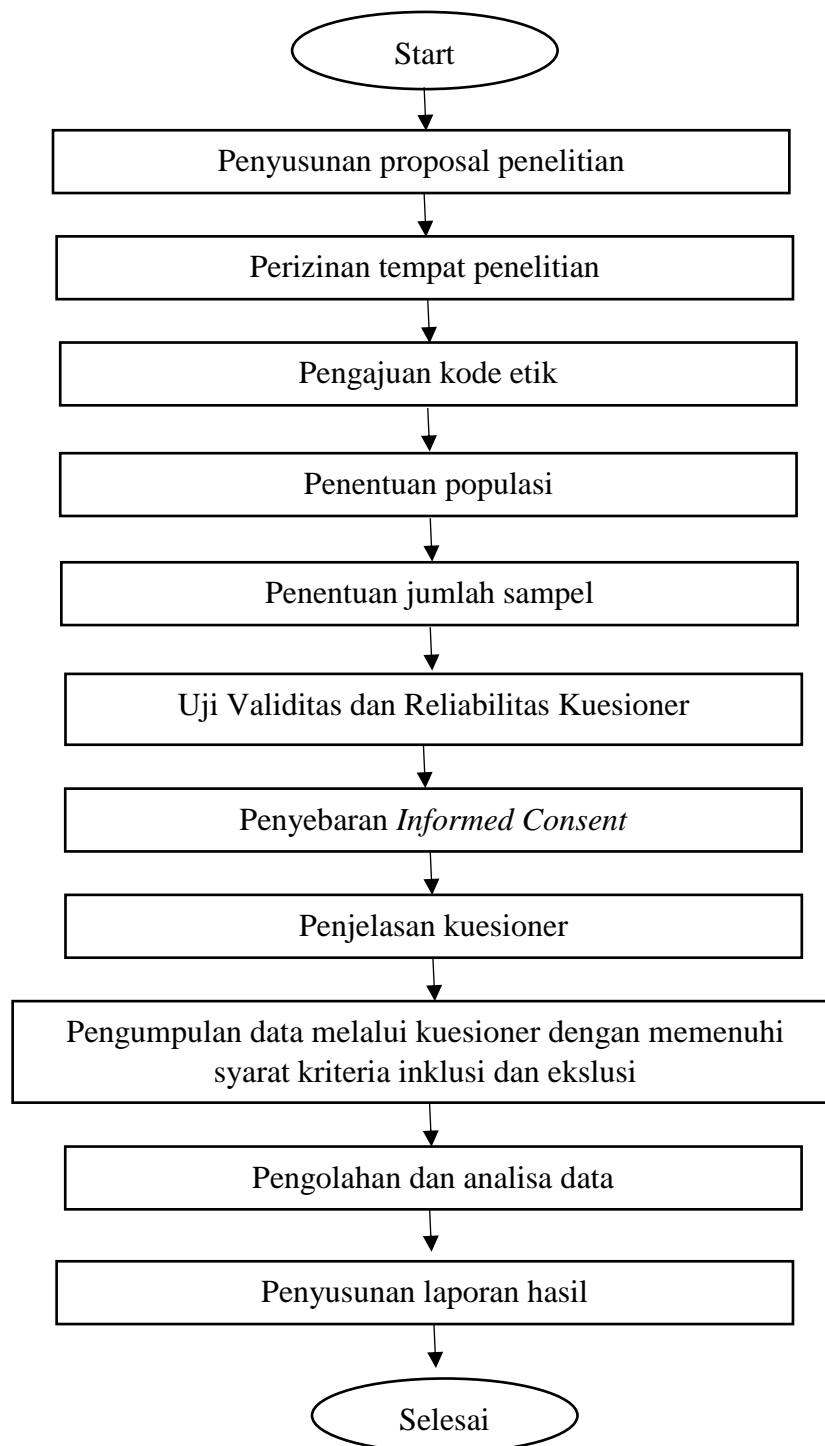 Start
Penyusunan proposal penelitian
Perizinan tempat penelitian
Pengajuan kode etik
Penentuan populasi
Penentuan jumlah sampel
Uji Validitas dan Reliabilitas Kuesioner
Penyebaran Informed Consent
Penjelasan kuesioner
Pengumpulan data melalui kuesioner dengan memenuhi
syarat kriteria inklusi dan ekslusi
Pengolahan dan analisa data
Penyusunan laporan hasil
Selesai